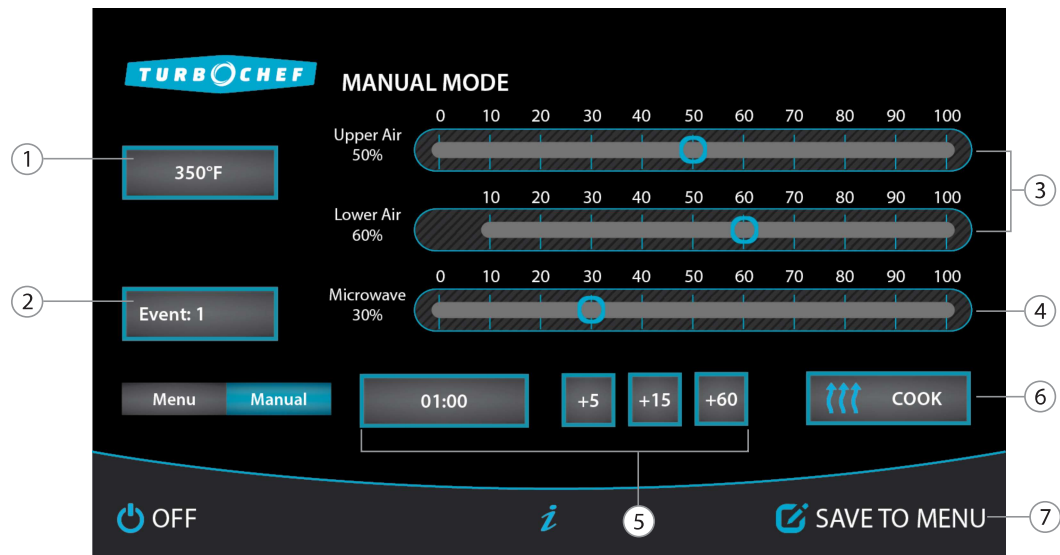 TURBOCHEF
MANUAL MODE
0 10 20 30 40 50 60 70 80 90 100
Upper Air
50%
1
350°F
3
10 20 30 40 50 60 70 80 90 100
Lower Air
60%
0 10 20 30 40 50 60 70 80 90 100
Microwave
30%
2
Event: 1
4
Menu Manual
01:00
+5 +15 +60
COOK
6
OFF
i
5
SAVE TO MENU
7